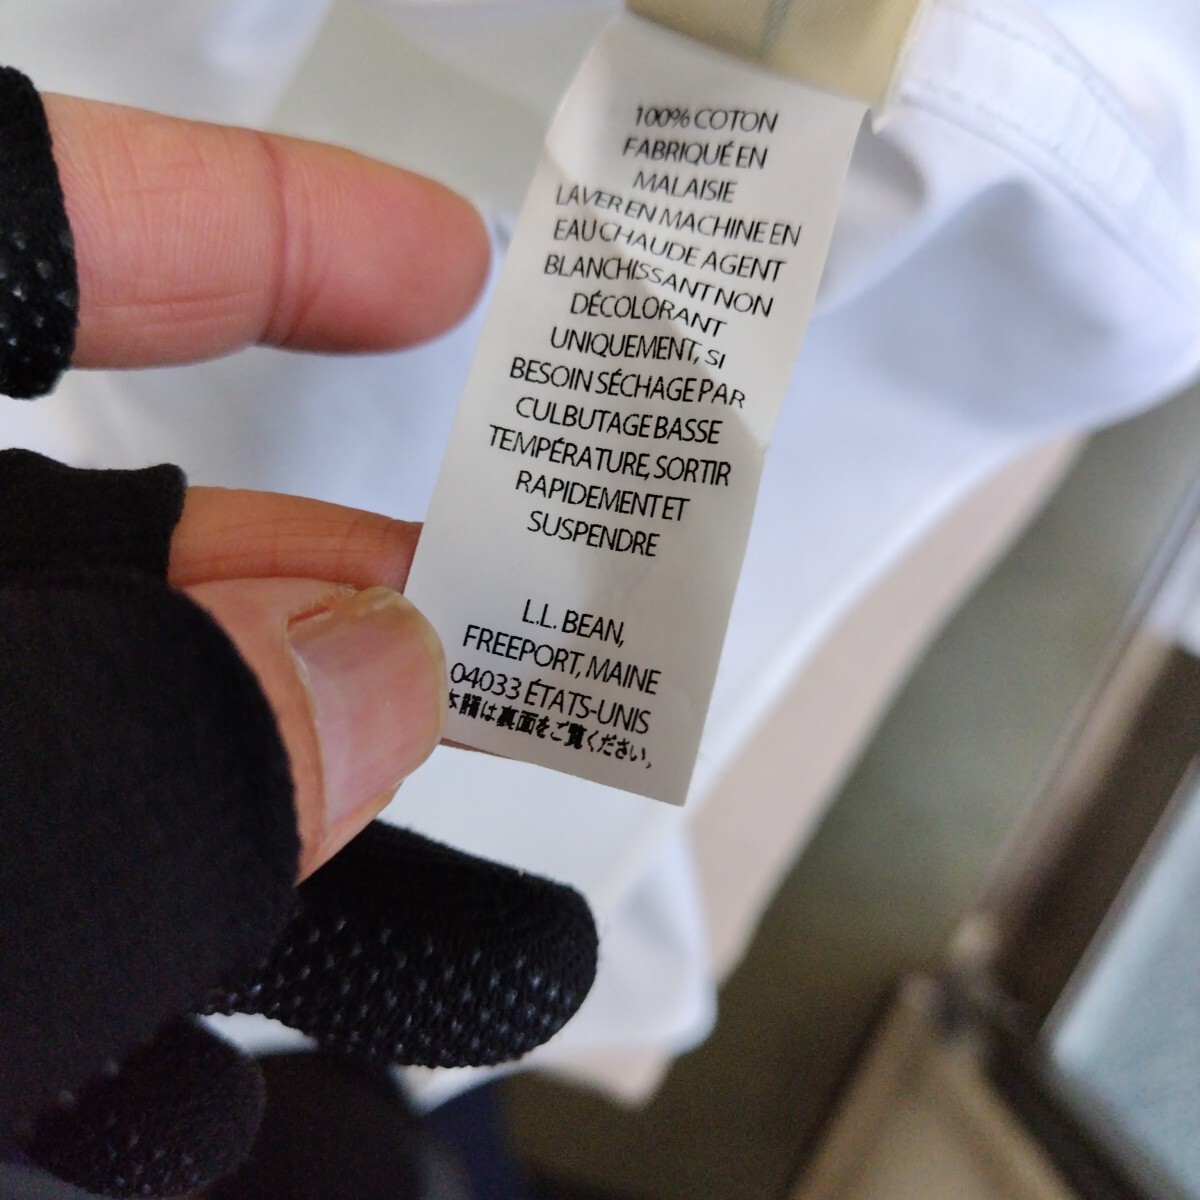 100% COTON
FABRIQUÉ EN
MALAISIE
LAVER EN MACHINE EN
EAU CHAUDE AGENT
BLANCHISSANT NON
DÉCOLORANT
UNIQUEMENT, SI
BESOIN SÉCHAGE PAR
CULBUTAGE BASSE
TEMPÉRATURE, SORTIR
RAPIDEMENT ET
SUSPENDRE
L.L. BEAN,
FREEPORT, MAINE
04033 ÉTATS-UNIS
は裏面をご覧ください。